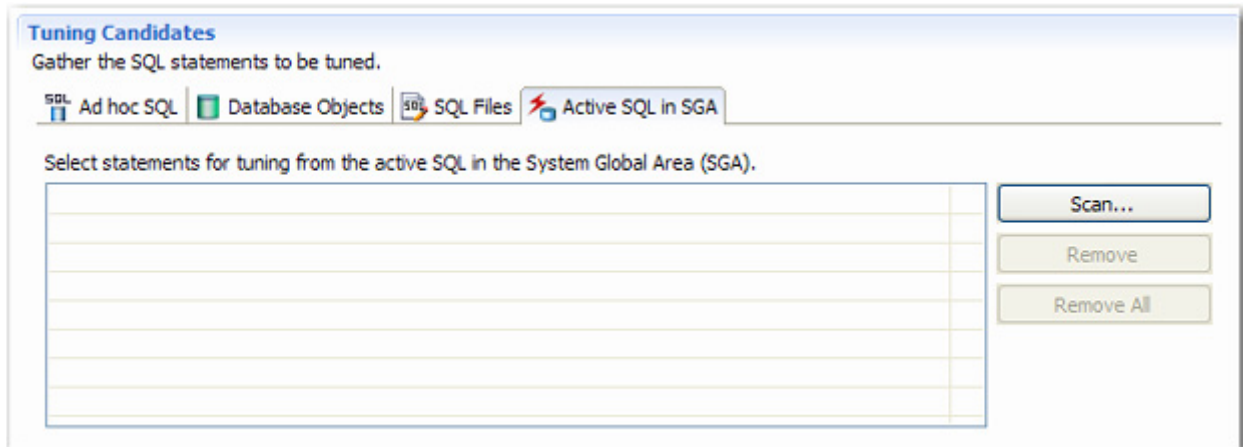 Tuning Candidates
Gather the SQL statements to be tuned.
SQL Ad hoc SQL Database Objects SQL SQL Files Active SQL in SGA
Select statements for tuning from the active SQL in the System Global Area (SGA).
Scan...
Remove
Remove All